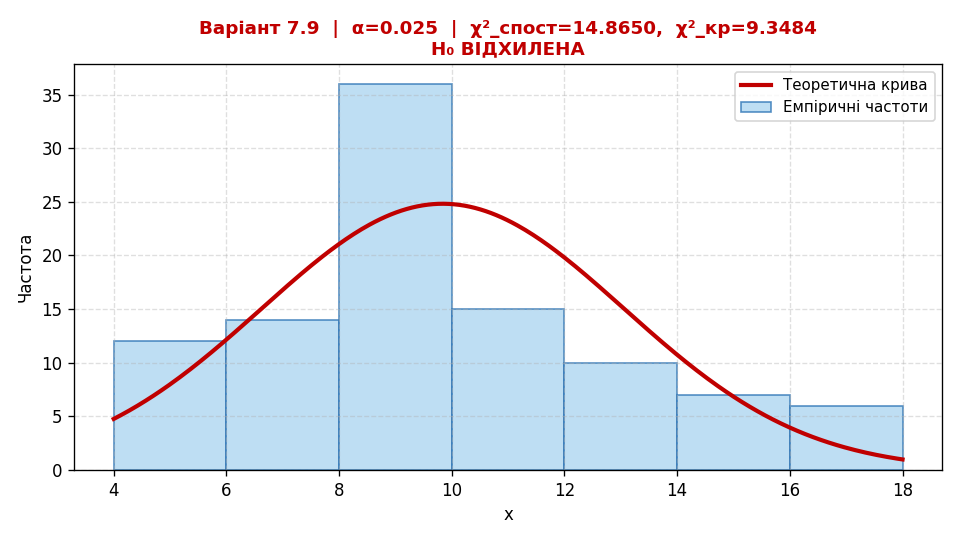 Варіант 7.9 | α=0.025 | χ²_спост=14.8650, χ²_кр=9.3484
H₀ ВІДХИЛЕНА
Теоретична крива
Емпіричні частоти
Частота
35
30
25
20
15
10
5
0
4 6 8 10 12 14 16 18
x